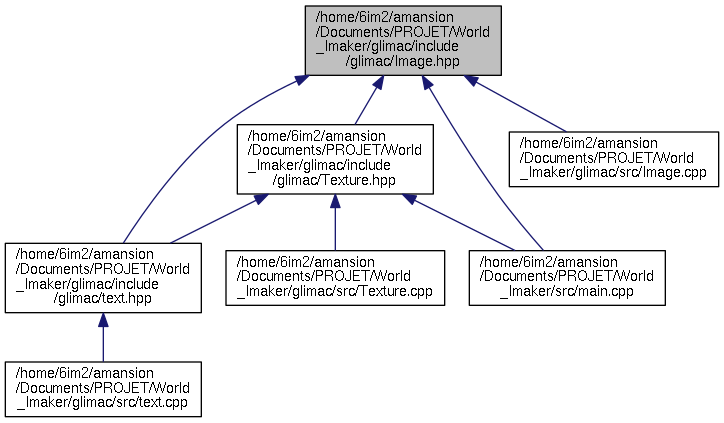 /home/6im2/amansion
/Documents/PROJET/World
_Imaker/glimac/include
/glimac/Image.hpp
/home/6im2/amansion
/Documents/PROJET/World
_Imaker/glimac/include
/glimac/Texture.hpp
/home/6im2/amansion
/Documents/PROJET/World
_Imaker/glimac/src/Image.cpp
/home/6im2/amansion
/Documents/PROJET/World
_Imaker/glimac/include
/glimac/text.hpp
/home/6im2/amansion
/Documents/PROJET/World
_Imaker/glimac/src/Texture.cpp
/home/6im2/amansion
/Documents/PROJET/World
_Imaker/src/main.cpp
/home/6im2/amansion
/Documents/PROJET/World
_Imaker/glimac/src/text.cpp